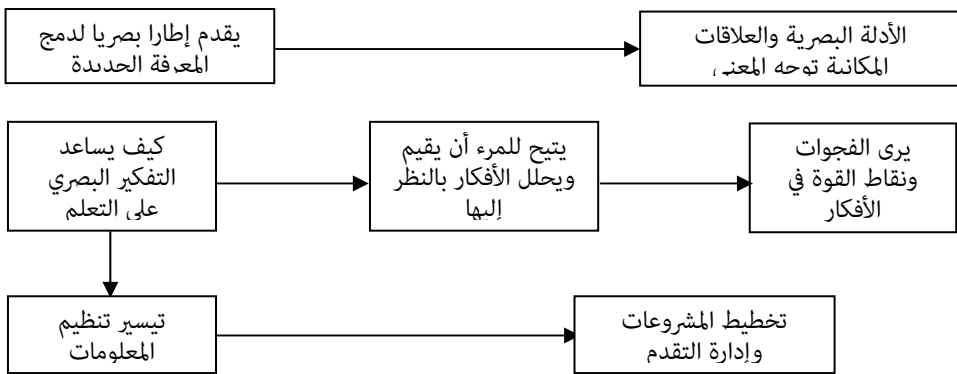 يقدم إطارا بصريا لدمج
المعرفة الجديدة
الأدلة البصرية والعلاقات
المكانية توجه المعنى
كيف يساعد
التفكير البصري
على التعلم
يتيح للمرء أن يقيم
ويحلل الأفكار بالنظر
إليها
يرى الفجوات
ونقاط القوة في
الأفكار
تيسير تنظيم
المعلومات
تخطيط المشروعات
وإدارة التقدم